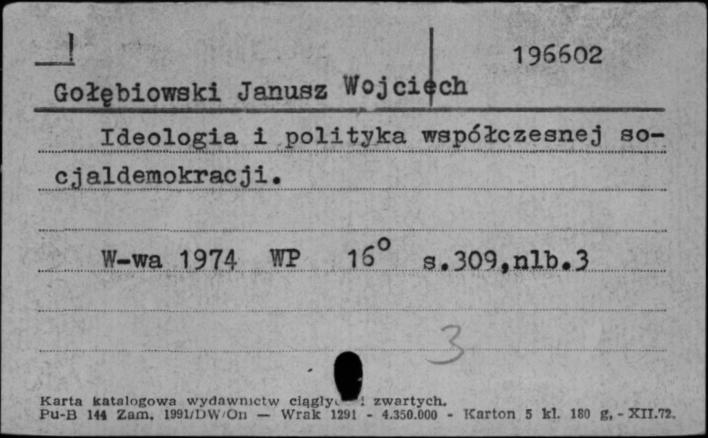 196602
Gołębiowski Janusz Wojciech
Ideologia i polityka współczesnej so-
cjaldemokracji.
W-wa 1974 WP 16° s.309,nlb.3
3
Karta katalogowa wydawnictw i zwartych.
Pu-B 144 Zam. 1991/DW/On — Wrak 1291 - 4.350.000 - Karton 5 kl. 180 g. - XII.72.